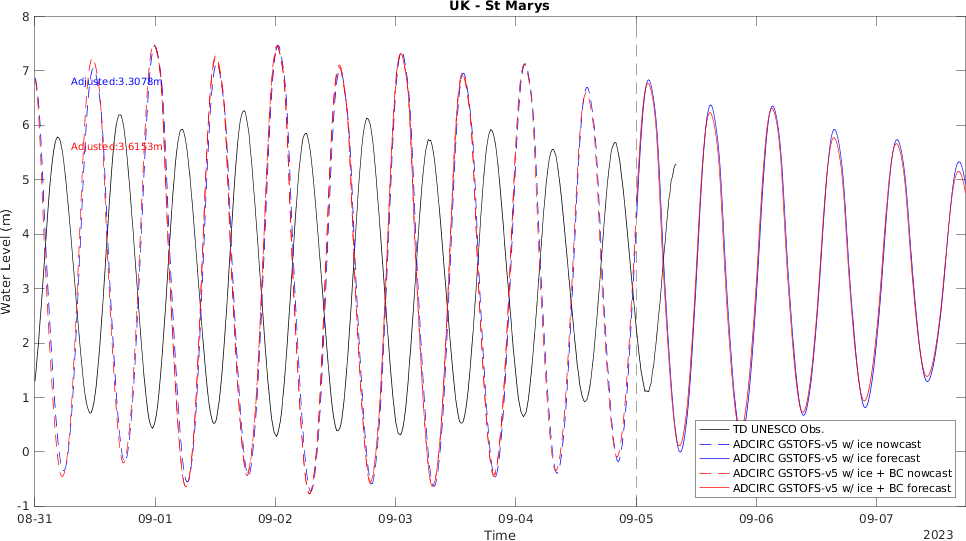 UK - St Marys
8
7
6
5
4
3
2
1
0
-1
Water Level (m)
Adjusted:3.3078m
Adjusted:3.6153m
TD UNESCO Obs.
ADCIRC GSTOFS-v5 w/ ice nowcast
ADCIRC GSTOFS-v5 w/ ice forecast
ADCIRC GSTOFS-v5 w/ ice + BC nowcast
ADCIRC GSTOFS-v5 w/ ice + BC forecast
08-31 09-01 09-02 09-03 09-04 09-05 09-06 09-07
Time
2023